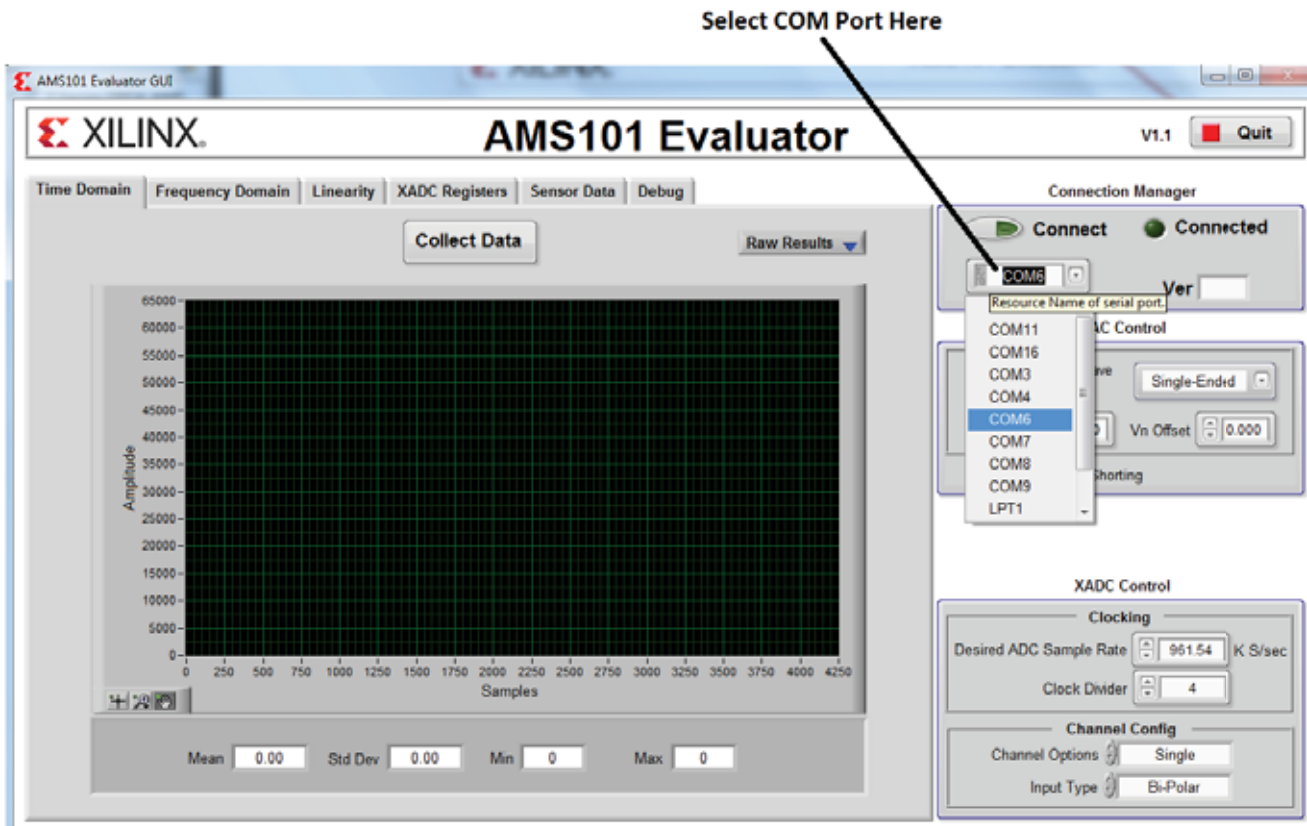 Select COM Port Here
AMS101 Evaluator GUI
XILINX.
AMS101 Evaluator
V1.1
Quit
Time Domain
Frequency Domain
Linearity
XADC Registers
Sensor Data
Debug
Connection Manager
Collect Data
Raw Results
Connect
Connected
COM6
Ver
Resource Name of serial port.
COM11
COM16
COM3
COM4
COM6
COM7
COM8
COM9
LPT1
AC Control
Single-Ended
Vn Offset
0.000
Shorting
65000
60000
55000
50000
45000
40000
35000
30000
25000
20000
15000
10000
5000
0
Amplitude
0 250 500 750 1000 1250 1500 1750 2000 2250 2500 2750 3000 3250 3500 3750 4000 4250
Samples
Mean 0.00 Std Dev 0.00 Min 0 Max 0
XADC Control
Clocking
Desired ADC Sample Rate 961.54 K S/sec
Clock Divider 4
Channel Config
Channel Options Single
Input Type Bi-Polar